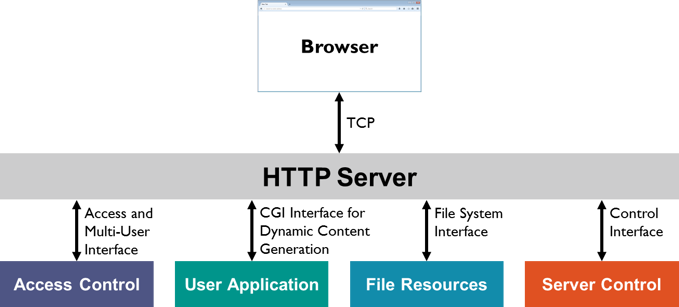 Browser
TCP
HTTP Server
Access and
Multi-User
Interface
CGI Interface for
Dynamic Content
Generation
File System
Interface
Control
Interface
Access Control
User Application
File Resources
Server Control